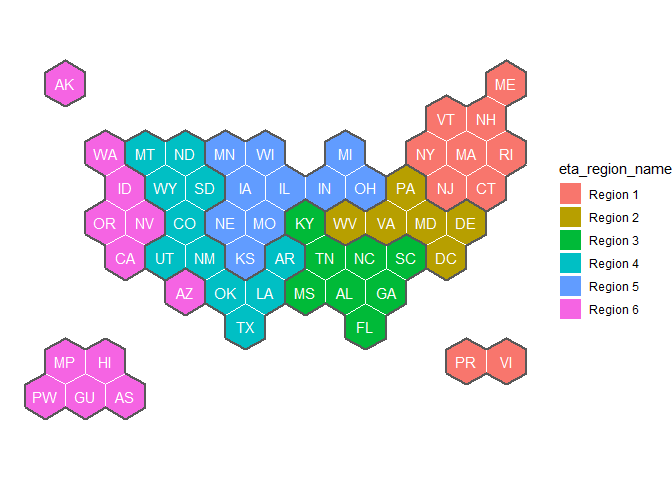 AK ME
VT NH
WA MT ND MN WI MI NY MA RI
ID WY SD IA IL IN OH PA NJ CT
OR NV CO NE MO KY WV VA MD DE
CA UT NM KS AR TN NC SC DC
AZ OK LA MS AL GA
TX FL
MP HI PR VI
PW GU AS
eta_region_name
Region 1
Region 2
Region 3
Region 4
Region 5
Region 6